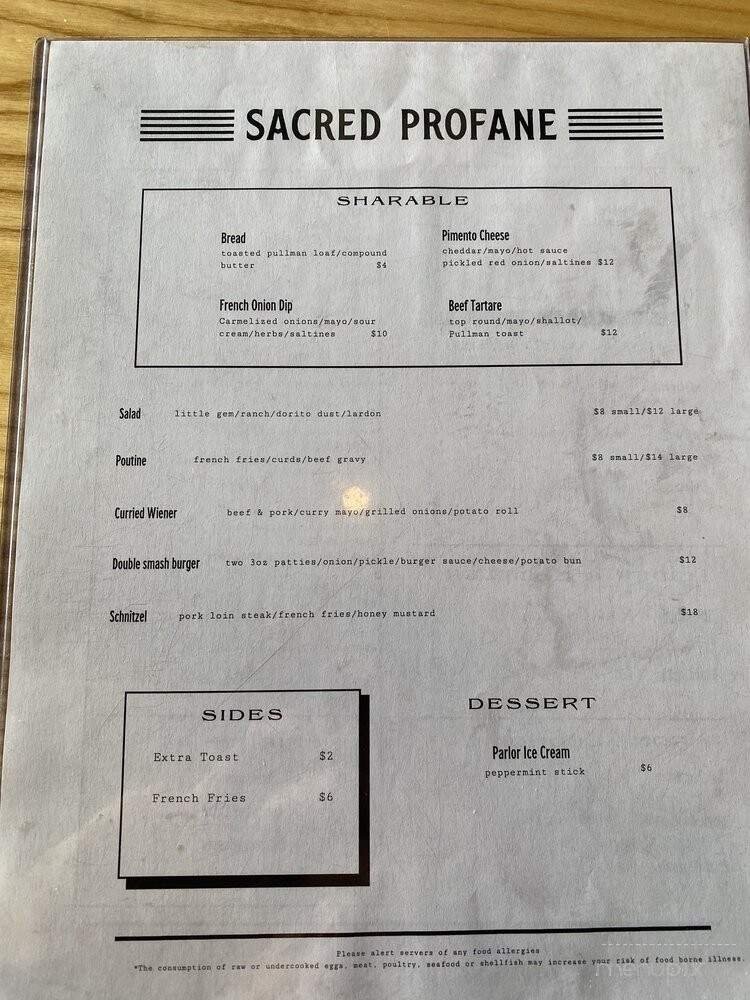 SACRED PROFANE
SHARABLE
Bread
toasted pullman loaf/compound
butter $4
Pimento Cheese
cheddar/mayo/hot sauce
pickled red onion/saltines $12
French Onion Dip
Carmelized onions/mayo/sour
cream/herbs/saltines $10
Beef Tartare
top round/mayo/shallot/
Pullman toast $12
Salad little gem/ranch/dorito dust/lardon $8 small/$12 large
Poutine french fries/curds/beef gravy $8 small/$14 large
Curried Wiener beef & pork/curry mayo/grilled onions/potato roll $8
Double smash burger two 3oz patties/onion/pickle/burger sauce/cheese/potato bun $12
Schnitzel pork loin steak/french fries/honey mustard $18
SIDES
Extra Toast $2
French Fries $6
DESSERT
Parlor Ice Cream
peppermint stick $6
Please alert servers of any food allergies
*The consumption of raw or undercooked eggs, meat, poultry, seafood or shellfish may increase your risk of food borne illness.
menupix